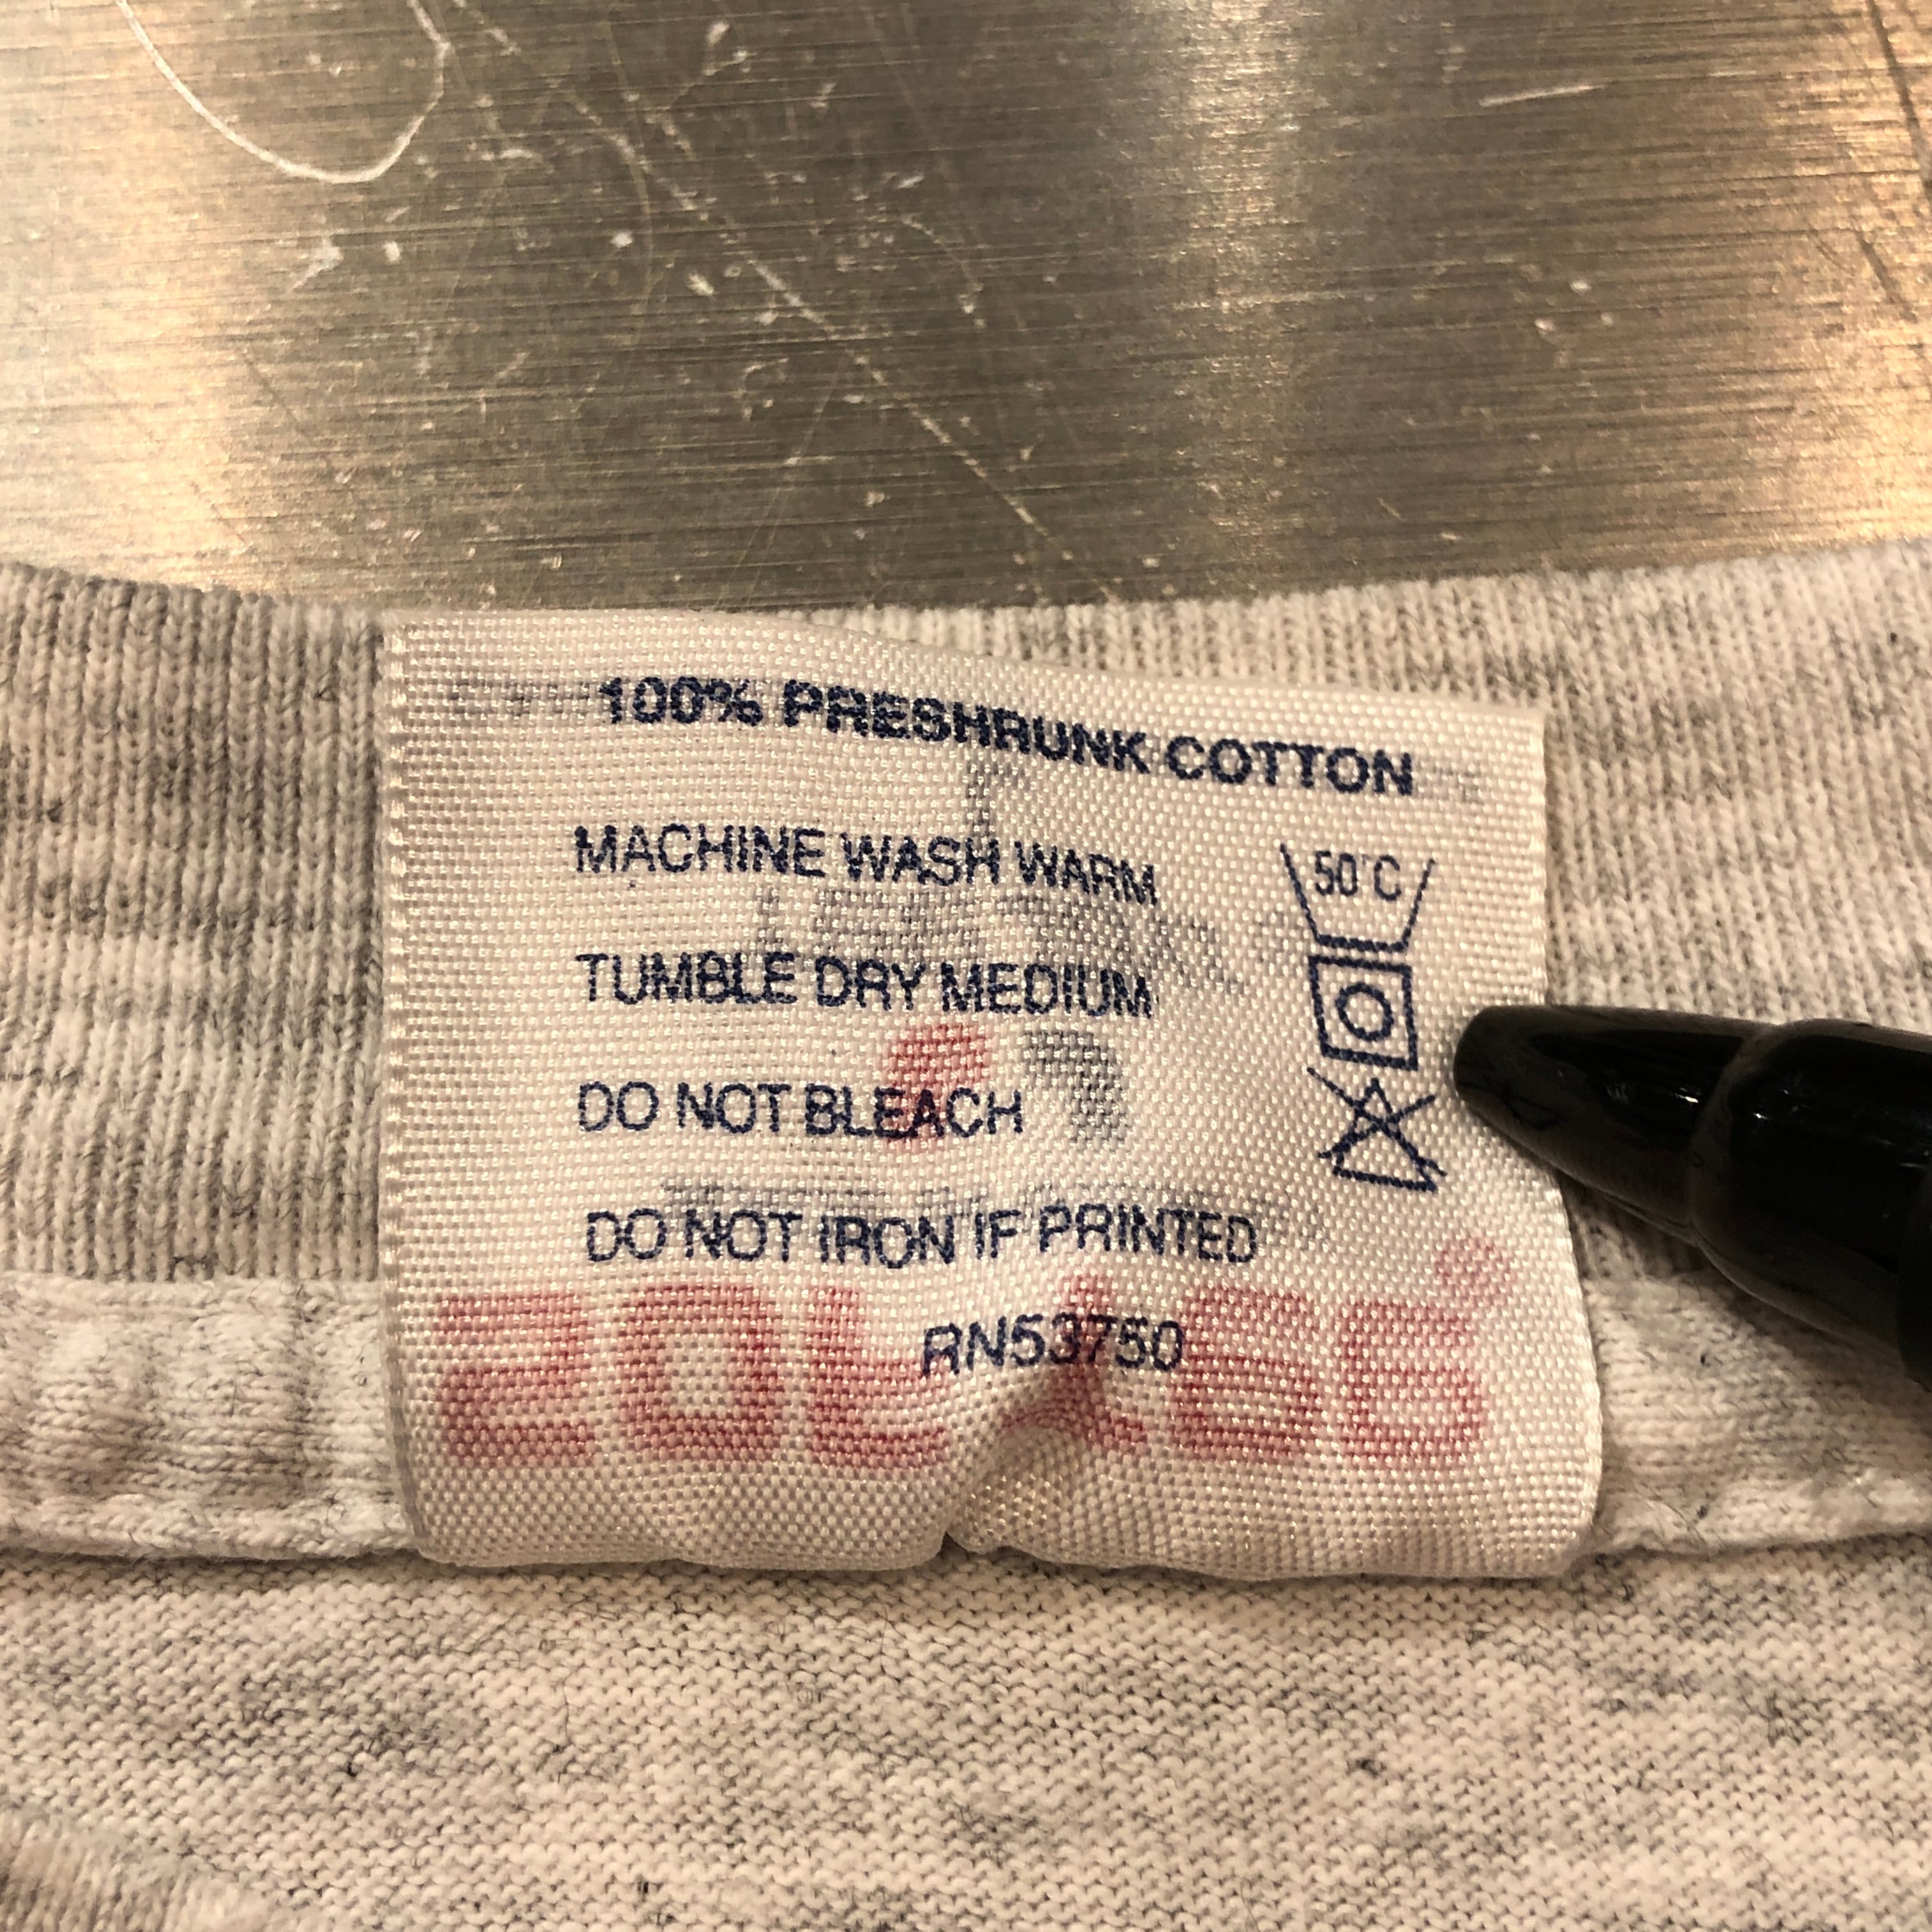 100% PRESHRUNK COTTON
MACHINE WASH WARM
50°C
TUMBLE DRY MEDIUM
DO NOT BLEACH
DO NOT IRON IF PRINTED
RN53750